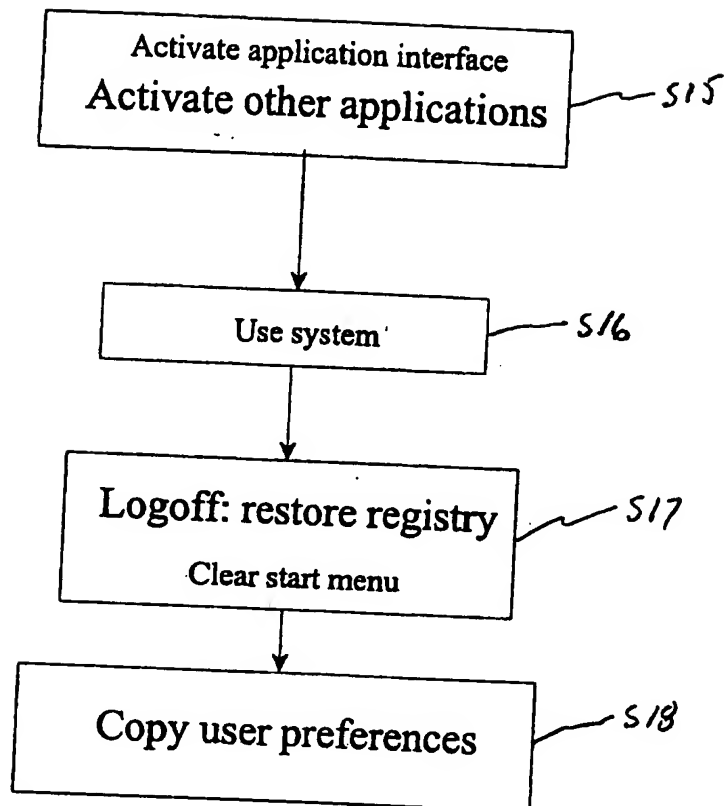 Activate application interface
Activate other applications
S15
Use system
S16
Logoff: restore registry
S17
Clear start menu
Copy user preferences
S18